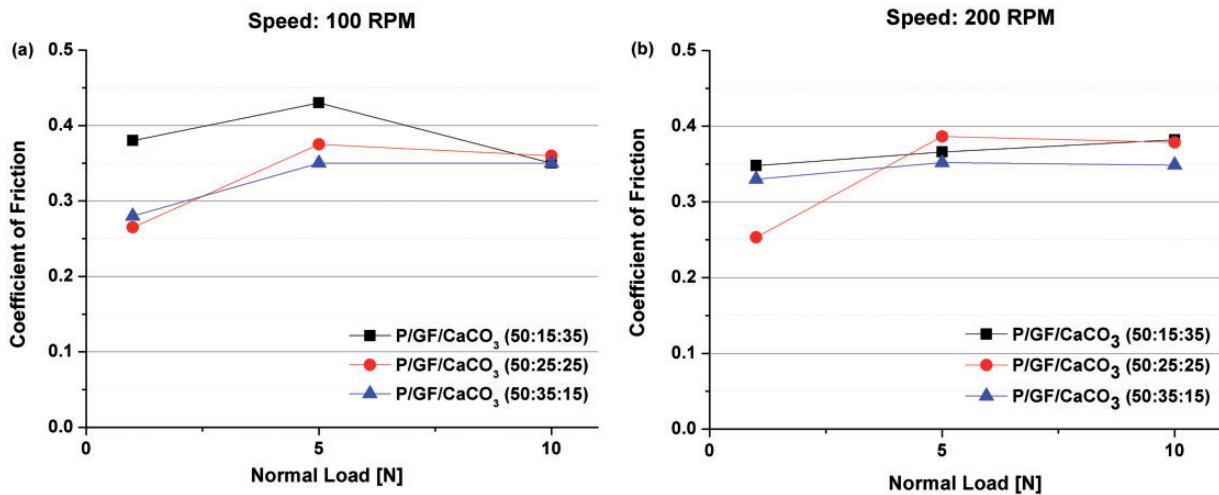 Speed: 100 RPM
(a)
0.5
0.4
0.3
0.2
0.1
0.0
Coefficient of Friction
P/GF/CaCO₃ (50:15:35)
P/GF/CaCO₃ (50:25:25)
P/GF/CaCO₃ (50:35:15)
0
5
10
Normal Load [N]
Speed: 200 RPM
(b)
0.5
0.4
0.3
0.2
0.1
0.0
Coefficient of Friction
P/GF/CaCO₃ (50:15:35)
P/GF/CaCO₃ (50:25:25)
P/GF/CaCO₃ (50:35:15)
0
5
10
Normal Load [N]